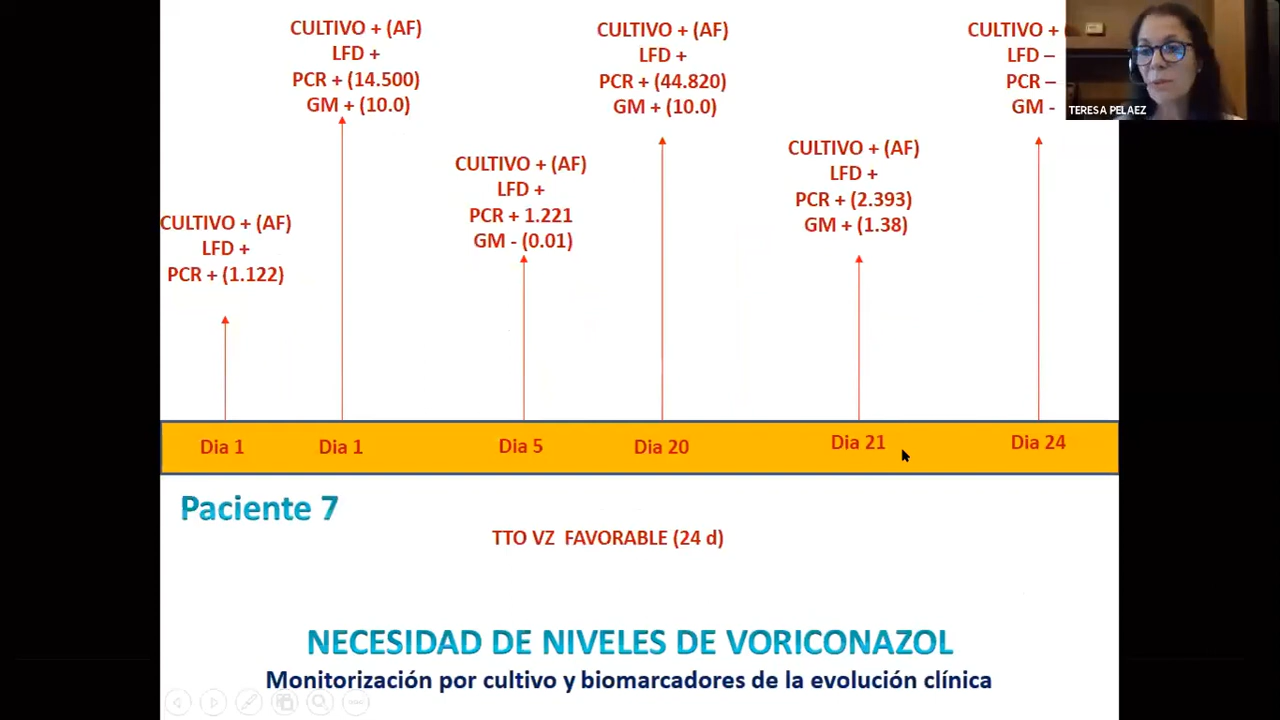 CULTIVO + (AF)
LFD +
PCR + (1.122)
CULTIVO + (AF)
LFD +
PCR + (14.500)
GM + (10.0)
CULTIVO + (AF)
LFD +
PCR + 1.221
GM - (0.01)
CULTIVO + (AF)
LFD +
PCR + (44.820)
GM + (10.0)
CULTIVO + (AF)
LFD +
PCR + (2.393)
GM + (1.38)
CULTIVO +
LFD –
PCR –
GM -
TERESA PELAEZ
Dia 1
Dia 1
Dia 5
Dia 20
Dia 21
Dia 24
Paciente 7
TTO VZ FAVORABLE (24 d)
NECESIDAD DE NIVELES DE VORICONAZOL
Monitorización por cultivo y biomarcadores de la evolución clínica